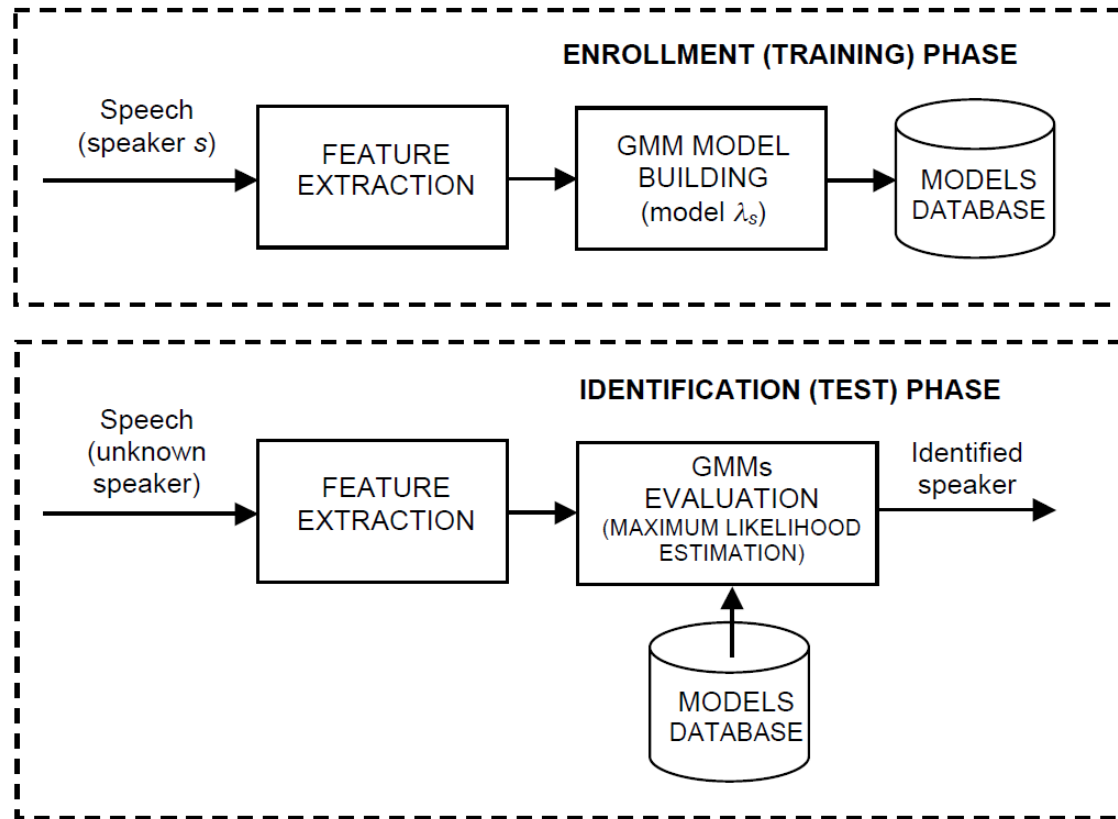 ENROLLMENT (TRAINING) PHASE
Speech
(speaker s)
FEATURE
EXTRACTION
GMM MODEL
BUILDING
(model λs)
MODELS
DATABASE
IDENTIFICATION (TEST) PHASE
Speech
(unknown
speaker)
FEATURE
EXTRACTION
GMMs
EVALUATION
(MAXIMUM LIKELIHOOD
ESTIMATION)
Identified
speaker
MODELS
DATABASE